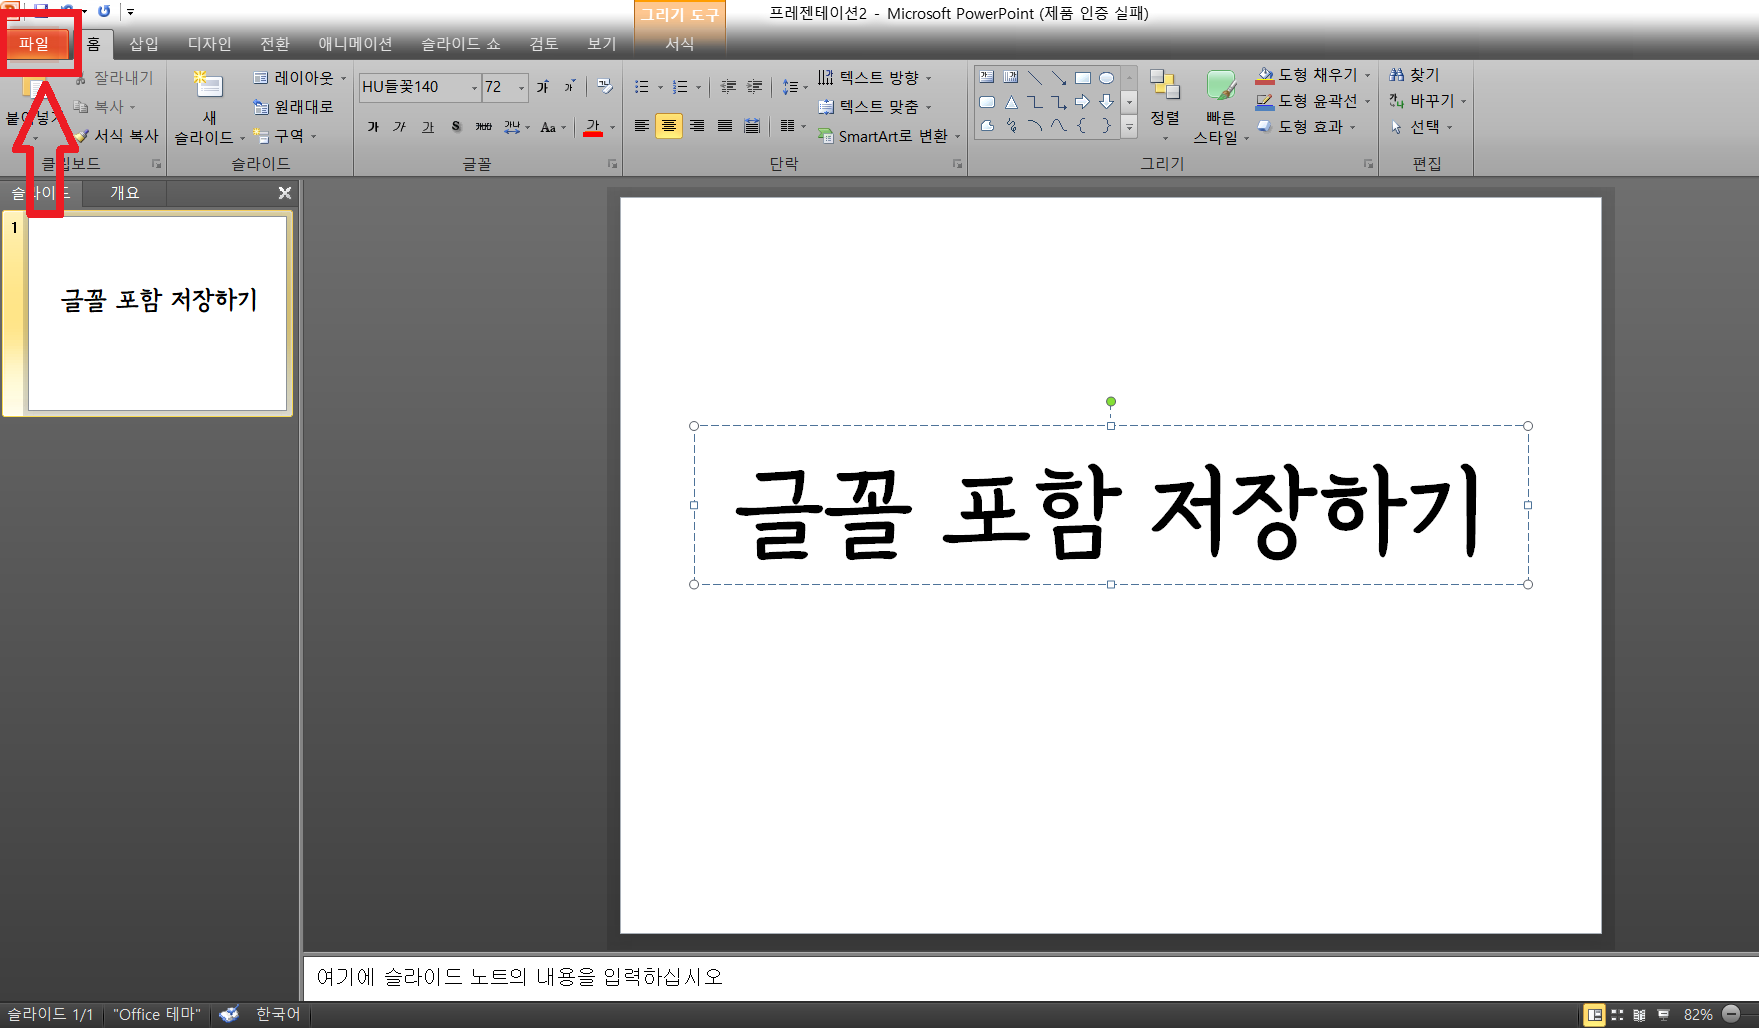 프레젠테이션2 - Microsoft PowerPoint (제품 인증 실패)
그리기 도구
파일 홈 삽입 디자인 전환 애니메이션 슬라이드 쇼 검토 보기 서식
잘라내기
복사
서식 복사
클립보드
새
슬라이드
레이아웃
원래대로
구역
슬라이드
HU들꽃140 72 가 가
가 가 가 S 가나 Aa 가
글꼴
텍스트 방향
텍스트 맞춤
SmartArt로 변환
단락
정렬
빠른
스타일
도형 채우기
도형 윤곽선
도형 효과
그리기
찾기
바꾸기
선택
편집
슬라이드 개요
1
글꼴 포함 저장하기
글꼴 포함 저장하기
여기에 슬라이드 노트의 내용을 입력하십시오
슬라이드 1/1 "Office 테마" 한국어 82%